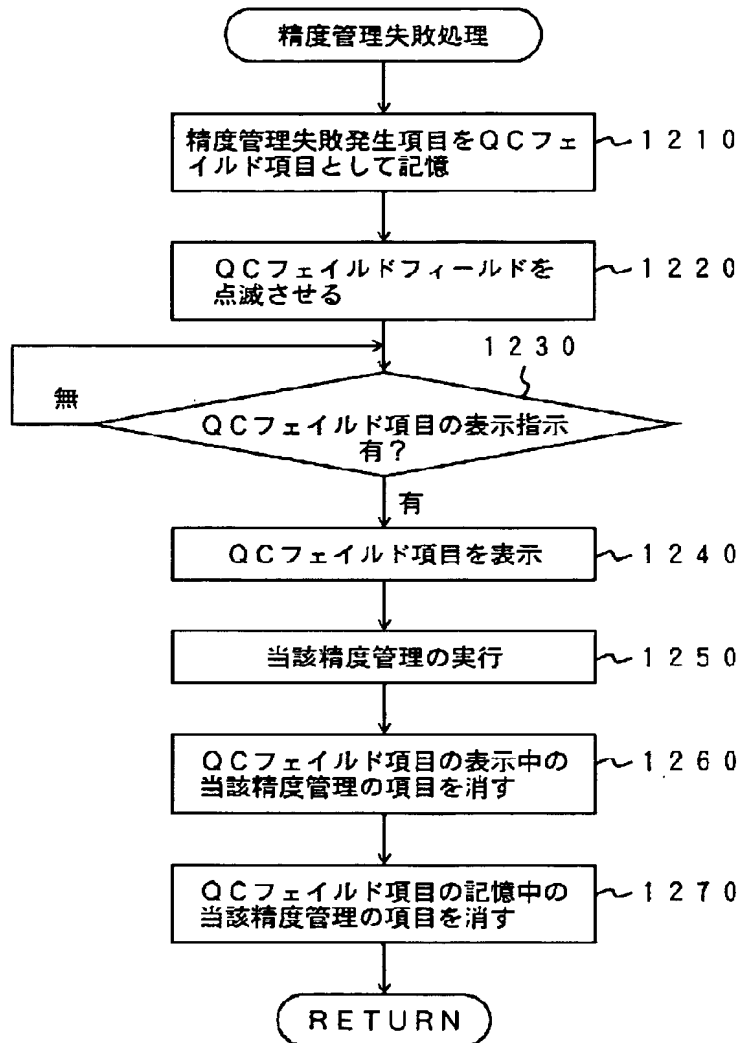 精度管理失敗処理
精度管理失敗発生項目をQCフェ
イルド項目として記憶
1210
QCフェイルドフィールドを
点滅させる
1220
1230
無
QCフェイルド項目の表示指示
有?
有
QCフェイルド項目を表示
1240
当該精度管理の実行
1250
QCフェイルド項目の表示中の
当該精度管理の項目を消す
1260
QCフェイルド項目の記憶中の
当該精度管理の項目を消す
1270
RETURN